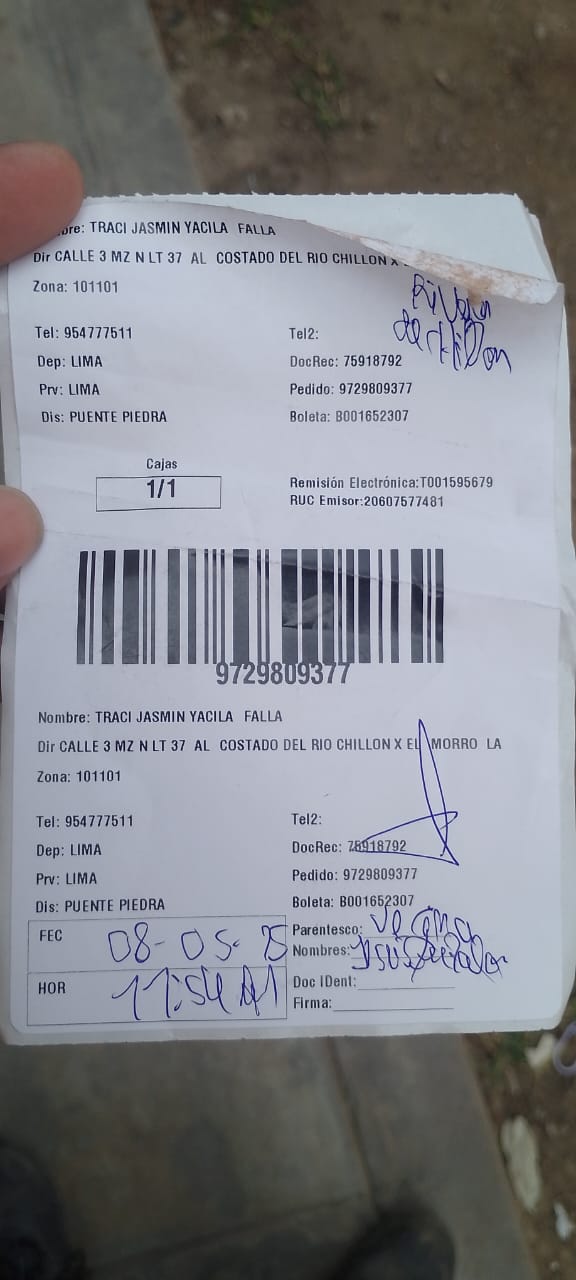 bre: TRACI JASMIN YACILA FALLA
Dir CALLE 3 MZ N LT 37 AL COSTADO DEL RIO CHILLON X
Zona: 101101
Tel: 954777511 Tel2:
Dep: LIMA DocRec: 75918792
Prv: LIMA Pedido: 9729809377
Dis: PUENTE PIEDRA Boleta: B001652307
Cajas
1/1
Remisión Electrónica:T001595679
RUC Emisor:20607577481
9729809377
Nombre: TRACI JASMIN YACILA FALLA
Dir CALLE 3 MZ N LT 37 AL COSTADO DEL RIO CHILLON X EL MORRO LA
Zona: 101101
Tel: 954777511 Tel2:
Dep: LIMA DocRec: 75918792
Prv: LIMA Pedido: 9729809377
Dis: PUENTE PIEDRA Boleta: B001652307
FEC 08-05-25 Parentesco:
Nombres:
HOR 11:54 AM Doc IDent:
Firma: